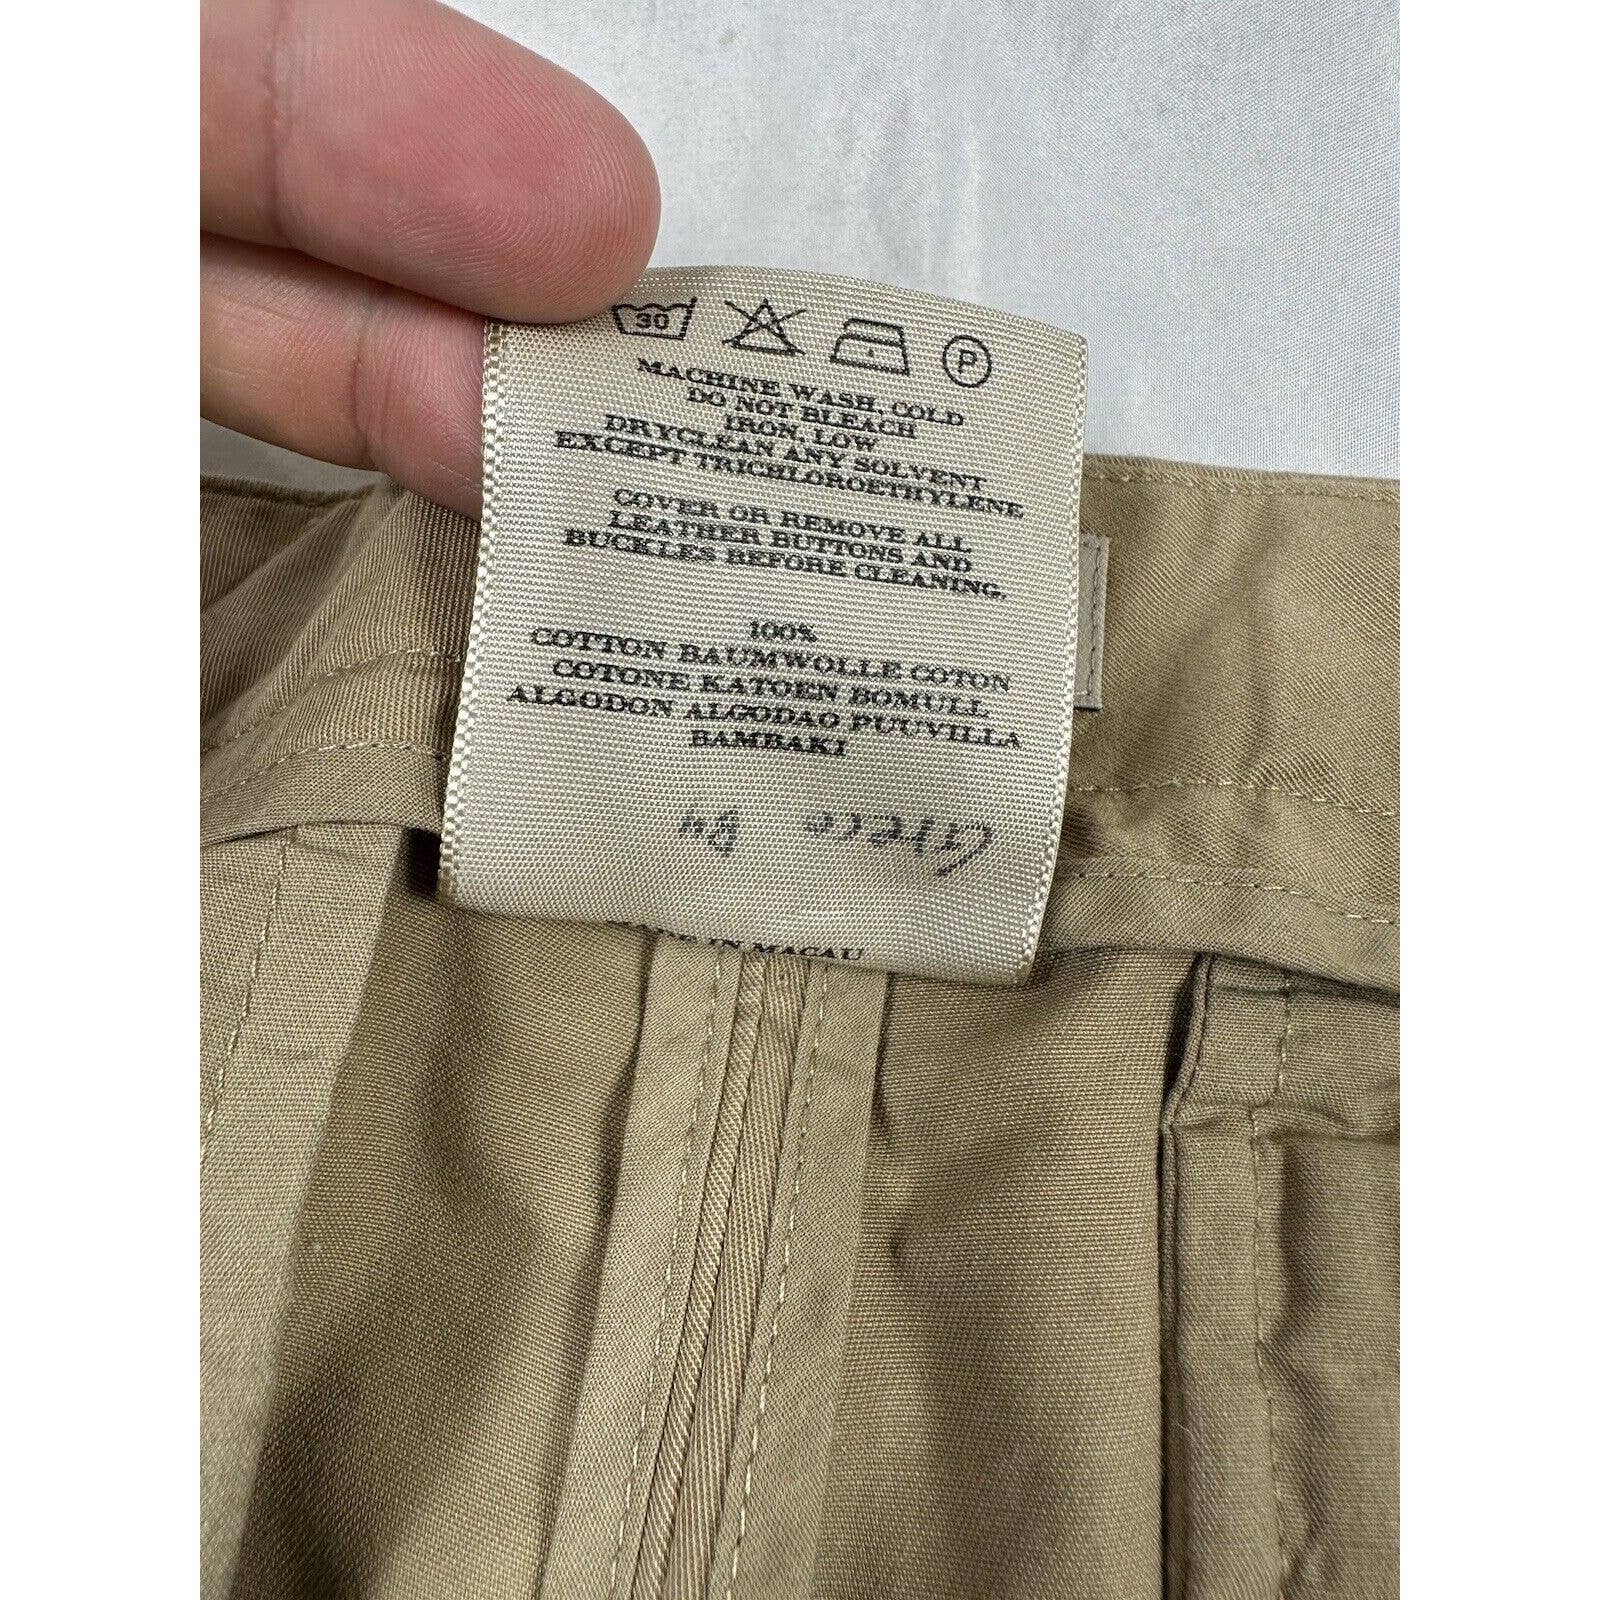 30
P
MACHINE WASH, COLD
DO NOT BLEACH
IRON, LOW
DRYCLEAN ANY SOLVENT
EXCEPT TRICHLOROETHYLENE
COVER OR REMOVE ALL
LEATHER BUTTONS AND
BUCKLES BEFORE CLEANING.
100%
COTTON BAUMWOLLE COTON
COTONE KATOEN BOMULL
ALGODON ALGODAO PUUVILLA
BAMBAKI
IN MACAU